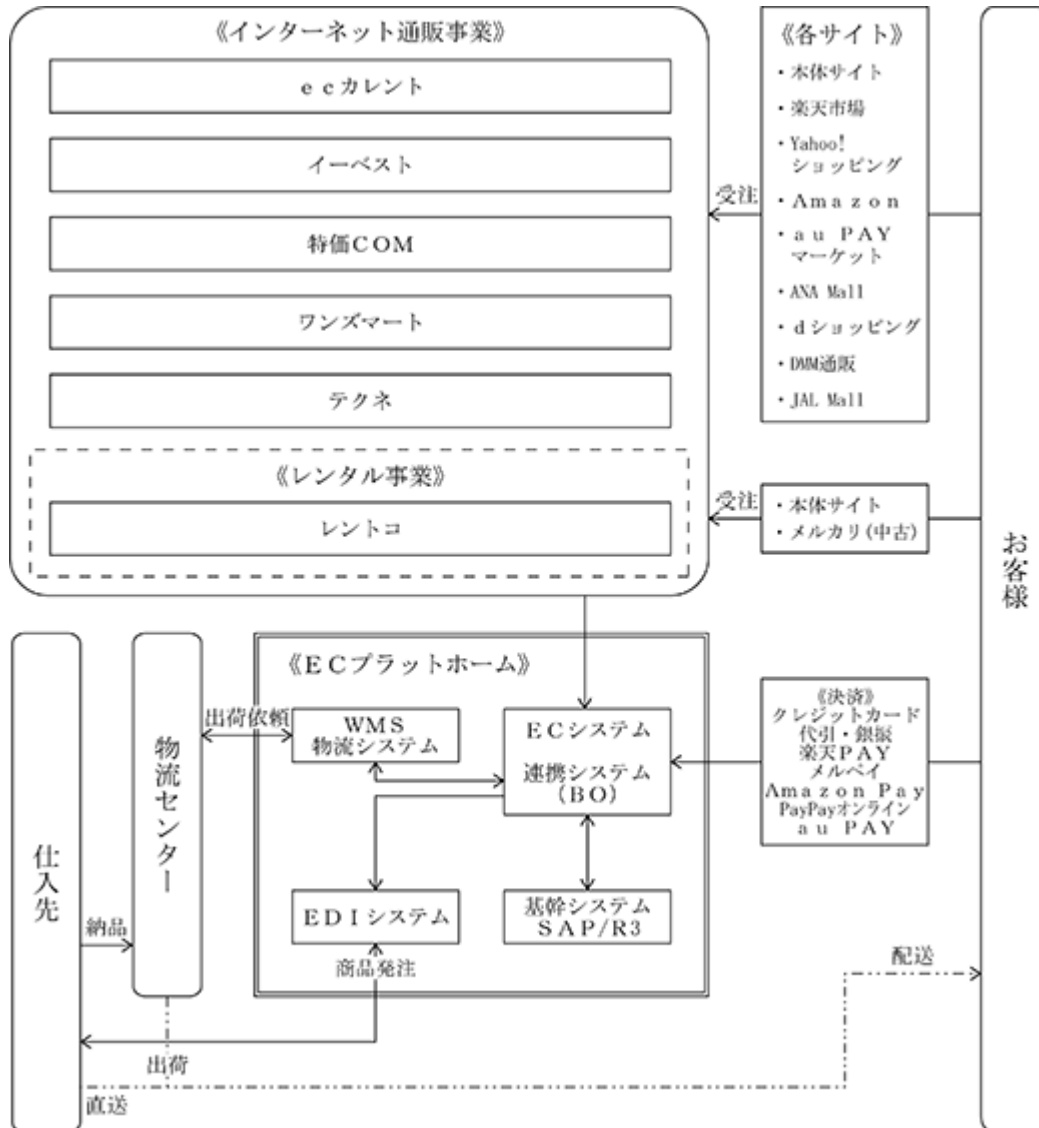 《インターネット通販事業》
ｅｃカレント
イーベスト
特価ＣＯＭ
ワンズマート
テクネ
《レンタル事業》
レントコ
受注
《各サイト》
・本体サイト
・楽天市場
・Yahoo!
ショッピング
・Ａｍａｚｏｎ
・ａｕ ＰＡＹ
マーケット
・ANA Mall
・ｄショッピング
・DMM通販
・JAL Mall
受注
・本体サイト
・メルカリ(中古)
お客様
《ＥＣプラットホーム》
出荷依頼
ＷＭＳ
物流システム
ＥＣシステム
連携システム
（ＢＯ）
ＥＤＩシステム
基幹システム
ＳＡＰ/Ｒ3
商品発注
《決済》
クレジットカード
代引・銀振
楽天ＰＡＹ
メルペイ
Ａｍａｚｏｎ Ｐａｙ
PayPayオンライン
ａｕ ＰＡＹ
仕入先
納品
物流センター
配送
出荷
直送